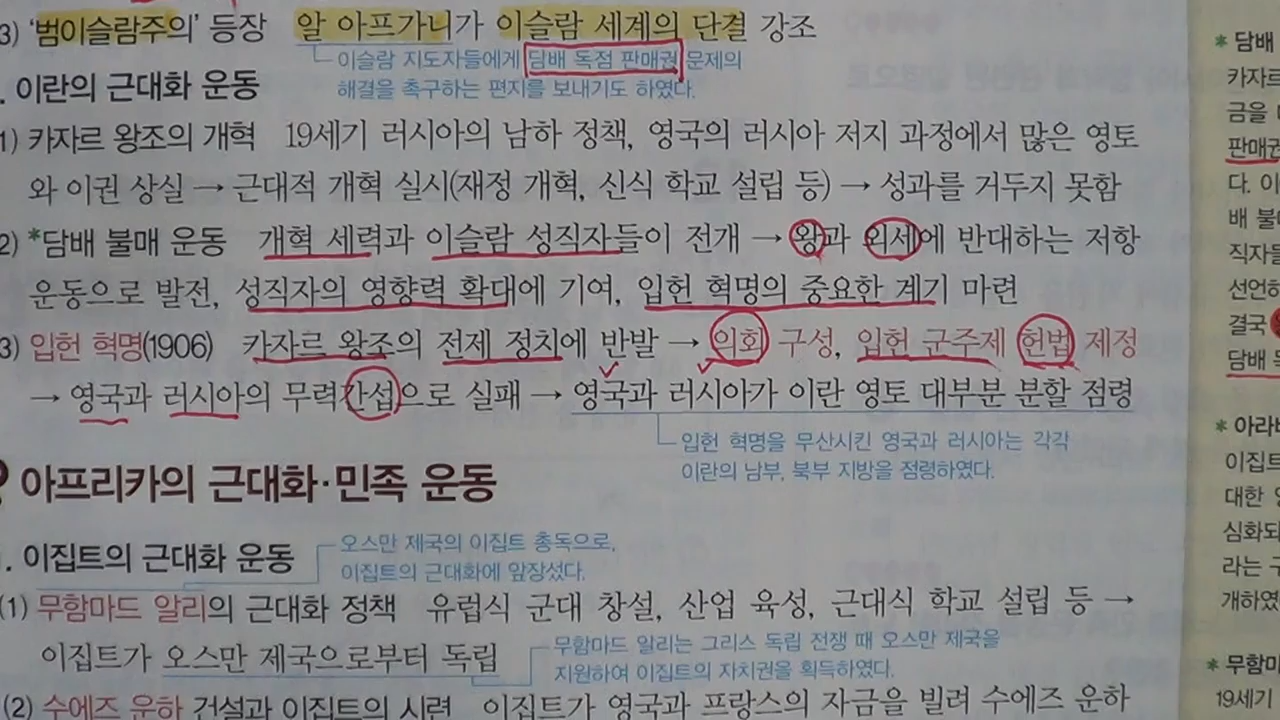 3) '범이슬람주의' 등장 알 아프가니가 이슬람 세계의 단결 강조
이슬람 지도자들에게 담배 독점 판매권 문제의
해결을 촉구하는 편지를 보내기도 하였다.
. 이란의 근대화 운동
1) 카자르 왕조의 개혁 19세기 러시아의 남하 정책, 영국의 러시아 저지 과정에서 많은 영토
와 이권 상실 → 근대적 개혁 실시(재정 개혁, 신식 학교 설립 등) → 성과를 거두지 못함
2) *담배 불매 운동 개혁 세력과 이슬람 성직자들이 전개 → 왕과 외세에 반대하는 저항
운동으로 발전, 성직자의 영향력 확대에 기여, 입헌 혁명의 중요한 계기 마련
3) 입헌 혁명(1906) 카자르 왕조의 전제 정치에 반발 → 의회 구성, 입헌 군주제 헌법 제정
→ 영국과 러시아의 무력간섭으로 실패 → 영국과 러시아가 이란 영토 대부분 분할 점령
입헌 혁명을 무산시킨 영국과 러시아는 각각
이란의 남부, 북부 지방을 점령하였다.
아프리카의 근대화·민족 운동
. 이집트의 근대화 운동
오스만 제국의 이집트 총독으로,
이집트의 근대화에 앞장섰다.
(1) 무함마드 알리의 근대화 정책 유럽식 군대 창설, 산업 육성, 근대식 학교 설립 등 →
이집트가 오스만 제국으로부터 독립
무함마드 알리는 그리스 독립 전쟁 때 오스만 제국을
지원하여 이집트의 자치권을 획득하였다.
(2) 수에즈 운하 건설과 이집트의 시련 이집트가 영국과 프랑스의 자금을 빌려 수에즈 운하
* 담배
카자르
금을
판매권
다. 이
배 불
직자들
선언하
결국
담배 독
* 아라비
이집트
대한
심화되
라는 구
개하였
* 무함마
19세기